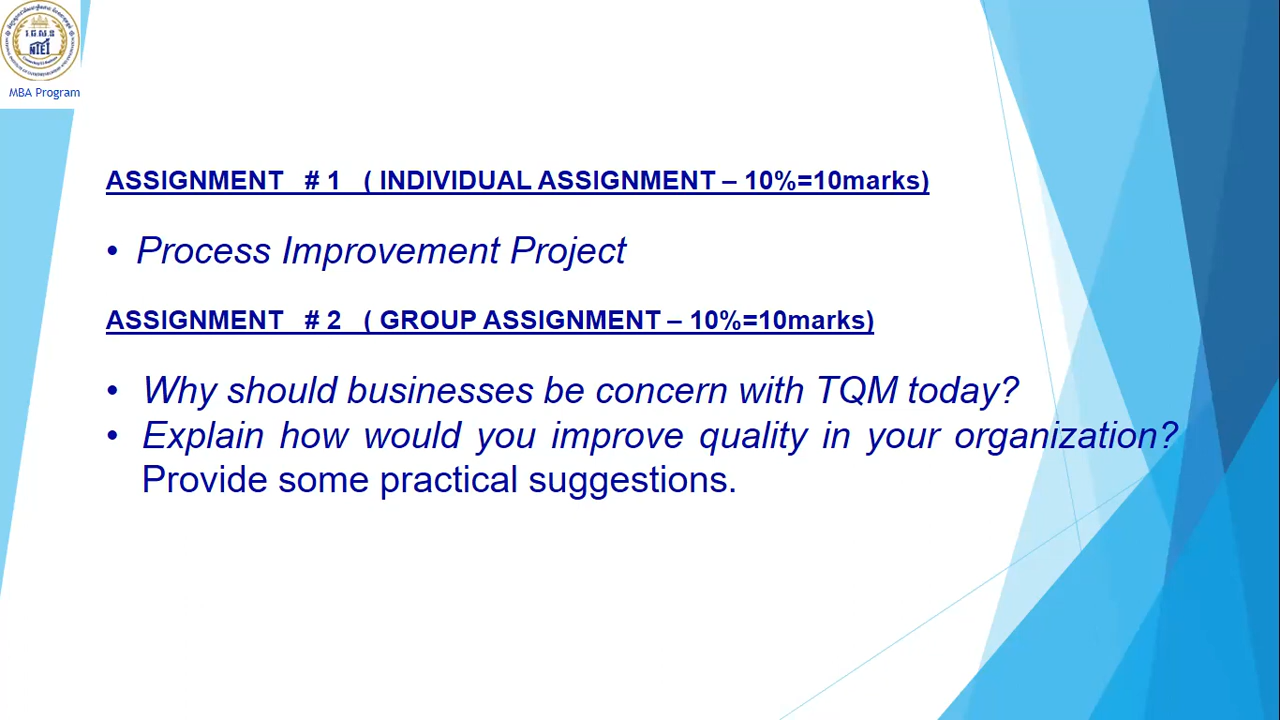 NIEI
MBA Program
ASSIGNMENT # 1 ( INDIVIDUAL ASSIGNMENT – 10%=10marks)
• Process Improvement Project
ASSIGNMENT # 2 ( GROUP ASSIGNMENT – 10%=10marks)
• Why should businesses be concern with TQM today?
• Explain how would you improve quality in your organization?
Provide some practical suggestions.